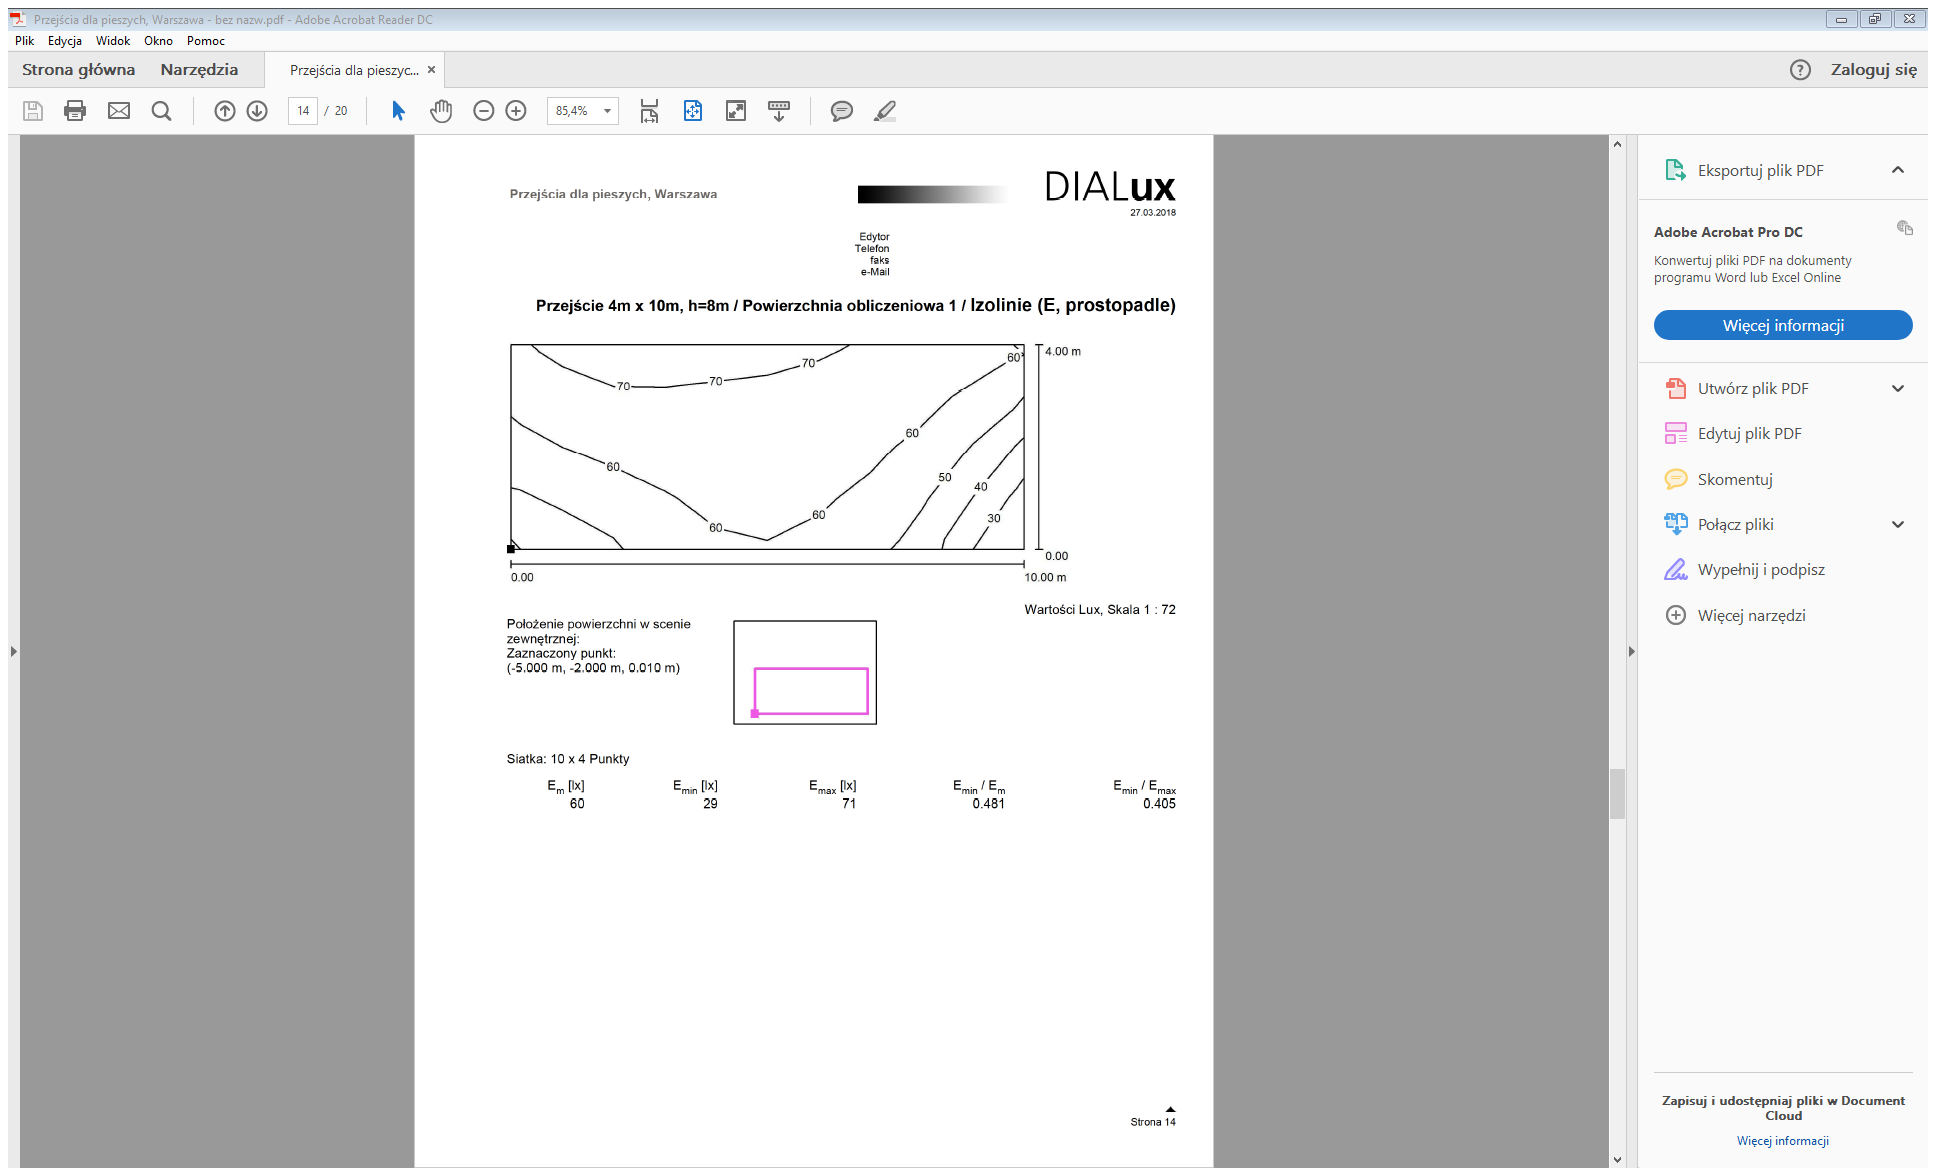 Przejścia dla pieszych, Warszawa - bez nazw.pdf - Adobe Acrobat Reader DC
Plik Edycja Widok Okno Pomoc
Strona główna Narzędzia Przejścia dla pieszyc... × Zaloguj się
14 / 20 85,4%
Przejścia dla pieszych, Warszawa
DIALux
27.03.2018
Edytor
Telefon
faks
e-Mail
Przejście 4m x 10m, h=8m / Powierzchnia obliczeniowa 1 / Izolinie (E, prostopadle)
4.00 m
60
70
70
70
60
60
50
40
60
30
60
0.00
0.00 10.00 m
Wartości Lux, Skala 1 : 72
Położenie powierzchni w scenie
zewnętrznej:
Zaznaczony punkt:
(-5.000 m, -2.000 m, 0.010 m)
Siatka: 10 x 4 Punkty
Em [lx] Emin [lx] Emax [lx] Emin / Em Emin / Emax
60 29 71 0.481 0.405
Strona 14
Eksportuj plik PDF
Adobe Acrobat Pro DC
Konwertuj pliki PDF na dokumenty
programu Word lub Excel Online
Więcej informacji
Utwórz plik PDF
Edytuj plik PDF
Skomentuj
Połącz pliki
Wypełnij i podpisz
Więcej narzędzi
Zapisuj i udostępniaj pliki w Document
Cloud
Więcej informacji